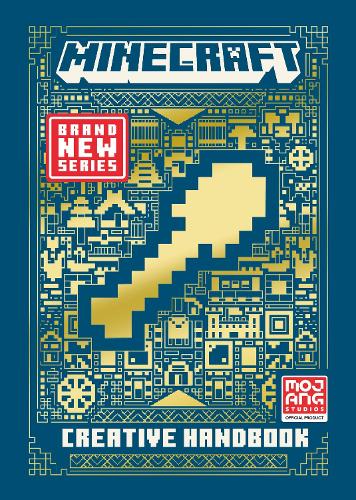 MINECRAFT
BRAND
NEW
SERIES
MOJ
ANG
STUDIOS
OFFICIAL PRODUCT
CREATIVE HANDBOOK